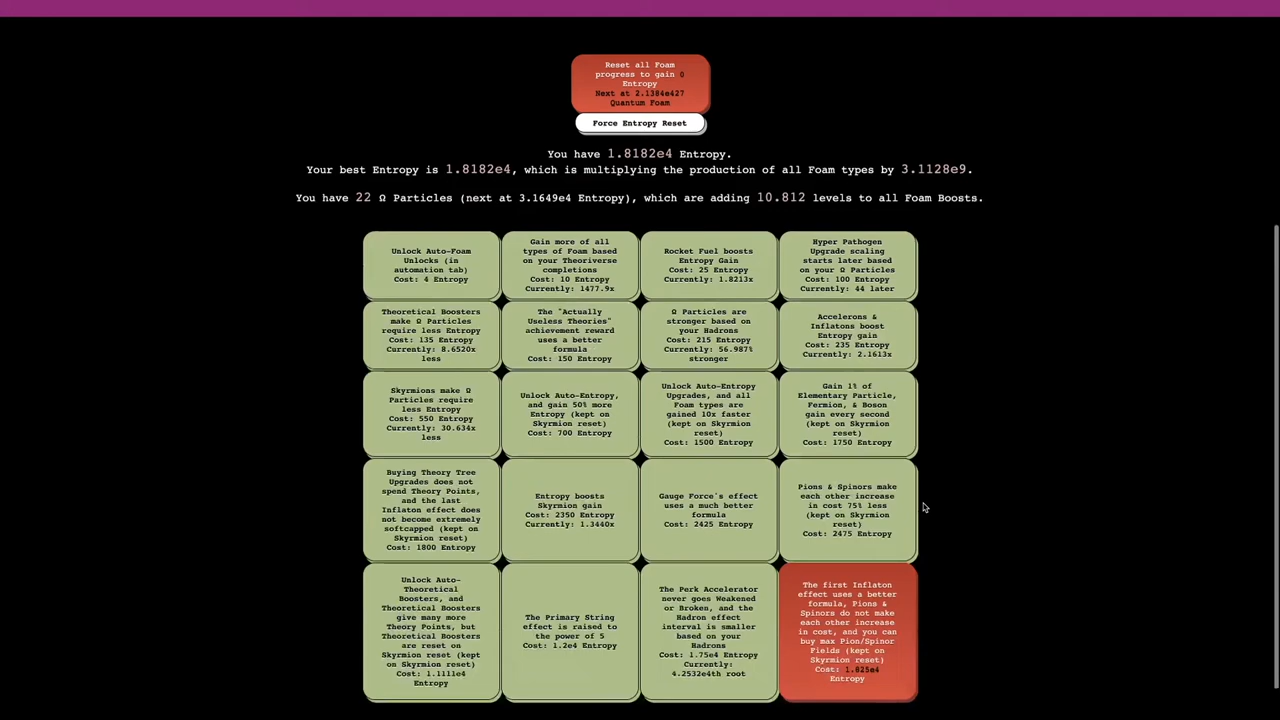 Reset all Foam
progress to gain 0
Entropy
Next at 2.1384e427
Quantum Foam
Force Entropy Reset
You have 1.8182e4 Entropy.
Your best Entropy is 1.8182e4, which is multiplying the production of all Foam types by 3.1128e9.
You have 22 Ω Particles (next at 3.1649e4 Entropy), which are adding 10.812 levels to all Foam Boosts.
Unlock Auto-Foam
Unlocks (in
automation tab)
Cost: 4 Entropy
Gain more of all
types of Foam based
on your Theoriverse
completions
Cost: 10 Entropy
Currently: 1477.9x
Rocket Fuel boosts
Entropy Gain
Cost: 25 Entropy
Currently: 1.8213x
Hyper Pathogen
Upgrade scaling
starts later based
on your Ω Particles
Cost: 100 Entropy
Currently: 44 later
Theoretical Boosters
make Ω Particles
require less Entropy
Cost: 135 Entropy
Currently: 8.6520x
less
The "Actually
Useless Theories"
achievement reward
uses a better
formula
Cost: 150 Entropy
Ω Particles are
stronger based on
your Hadrons
Cost: 215 Entropy
Currently: 56.987%
stronger
Accelerons &
Inflatons boost
Entropy gain
Cost: 235 Entropy
Currently: 2.1613x
Skyrmions make Ω
Particles require
less Entropy
Cost: 550 Entropy
Currently: 30.634x
less
Unlock Auto-Entropy,
and gain 50% more
Entropy (kept on
Skyrmion reset)
Cost: 700 Entropy
Unlock Auto-Entropy
Upgrades, and all
Foam types are
gained 10x faster
(kept on Skyrmion
reset)
Cost: 1500 Entropy
Gain 1% of
Elementary Particle,
Fermion, & Boson
gain every second
(kept on Skyrmion
reset)
Cost: 1750 Entropy
Buying Theory Tree
Upgrades does not
spend Theory Points,
and the last
Inflaton effect does
not become extremely
softcapped (kept on
Skyrmion reset)
Cost: 1800 Entropy
Entropy boosts
Skyrmion gain
Cost: 2350 Entropy
Currently: 1.3440x
Gauge Force's effect
uses a much better
formula
Cost: 2425 Entropy
Pions & Spinors make
each other increase
in cost 75% less
(kept on Skyrmion
reset)
Cost: 2475 Entropy
Unlock Auto-
Theoretical
Boosters, and
Theoretical Boosters
give many more
Theory Points, but
Theoretical Boosters
are reset on
Skyrmion reset (kept
on Skyrmion reset)
Cost: 1.1111e4
Entropy
The Primary String
effect is raised to
the power of 5
Cost: 1.2e4 Entropy
The Perk Accelerator
never goes Weakened
or Broken, and the
Hadron effect
interval is smaller
based on your
Hadrons
Cost: 1.75e4 Entropy
Currently:
4.2532e4th root
The first Inflaton
effect uses a better
formula, Pions &
Spinors do not make
each other increase
in cost, and you can
buy max Pion/Spinor
Fields (kept on
Skyrmion reset)
Cost: 1.825e4
Entropy